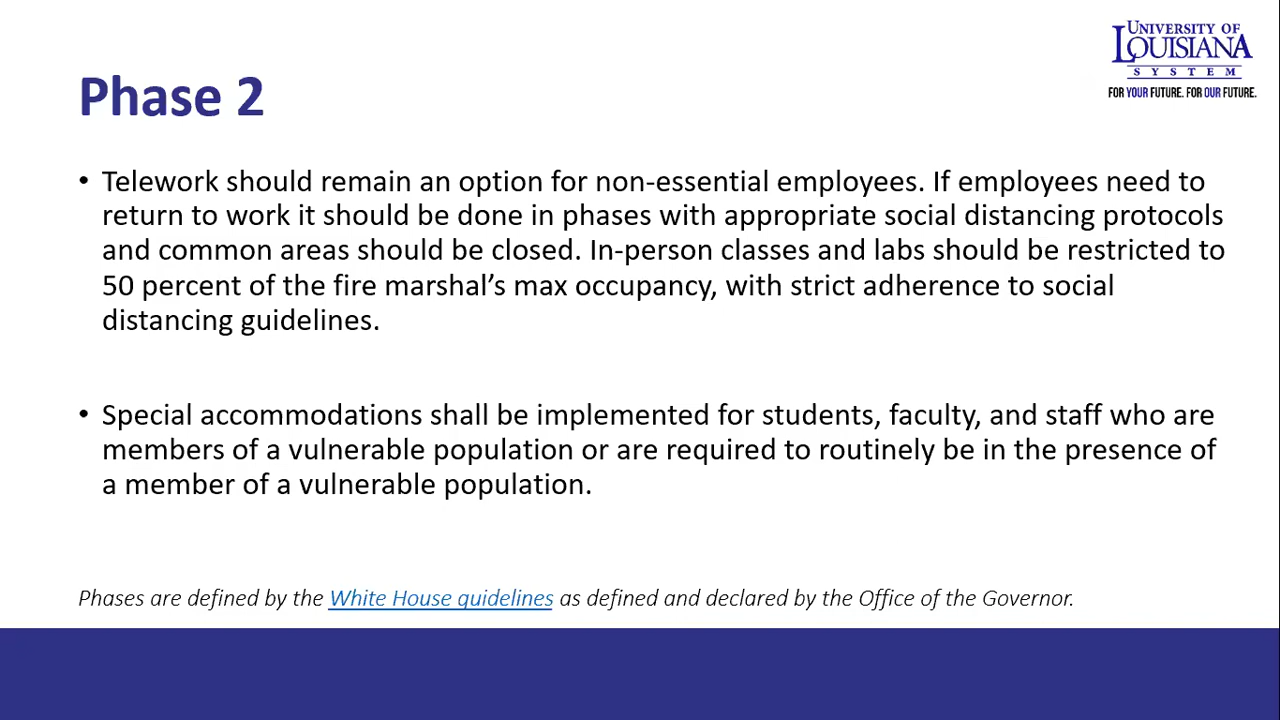 UNIVERSITY OF
LOUISIANA
SYSTEM
FOR YOUR FUTURE. FOR OUR FUTURE.
Phase 2
• Telework should remain an option for non-essential employees. If employees need to
return to work it should be done in phases with appropriate social distancing protocols
and common areas should be closed. In-person classes and labs should be restricted to
50 percent of the fire marshal’s max occupancy, with strict adherence to social
distancing guidelines.
• Special accommodations shall be implemented for students, faculty, and staff who are
members of a vulnerable population or are required to routinely be in the presence of
a member of a vulnerable population.
Phases are defined by the White House guidelines as defined and declared by the Office of the Governor.